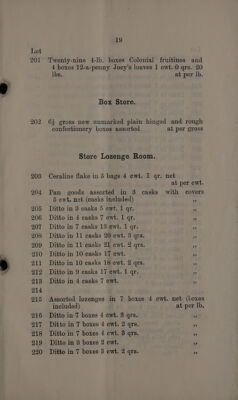 19
Lot
201 Twenty-nine 4-lb. boxes Colonial fruitines and
4 boxes 12-a-penny Joey's loaves 1 cwt. 0 qrs. 20
lbs. at per lb.
Box Store.
202 6½ gross new unmarked plain hinged and rough
confectionery boxes assorted at per gross
Store Lozenge Room.
203 Ceraline flake in 5 bags 4 cwt. 1 qr. net
at per cwt.
204 Pan goods assorted in 3 casks with covers
5 cwt. net (casks included) ,,
205 Ditto in 3 casks 5 cwt. 1 qr. ,,
206 Ditto in 4 casks 7 cwt. 1 qr. ,,
207 Ditto in 7 casks 13 cwt. 1 qr. ,,
208 Ditto in 11 casks 20 cwt. 3 qrs. ,,
209 Ditto in 11 casks 21 cwt. 2 qrs. ,,
210 Ditto in 10 casks 17 cwt. ,,
211 Ditto in 10 casks 18 cwt. 2 qrs. ,,
212 Ditto in 9 casks 17 cwt. 1 qr. ,,
213 Ditto in 4 casks 7 cwt. ,,
214
215 Assorted lozenges in 7 boxes 4 cwt. net (boxes
included) at per lb.
216 Ditto in 7 boxes 4 cwt. 3 qrs. ,,
217 Ditto in 7 boxes 4 cwt. 2 qrs. ,,
218 Ditto in 7 boxes 4 cwt. 3 qrs. ,,
219 Ditto in 3 boxes 2 cwt. ,,
220 Ditto in 7 boxes 3 cwt. 2 qrs. ,,